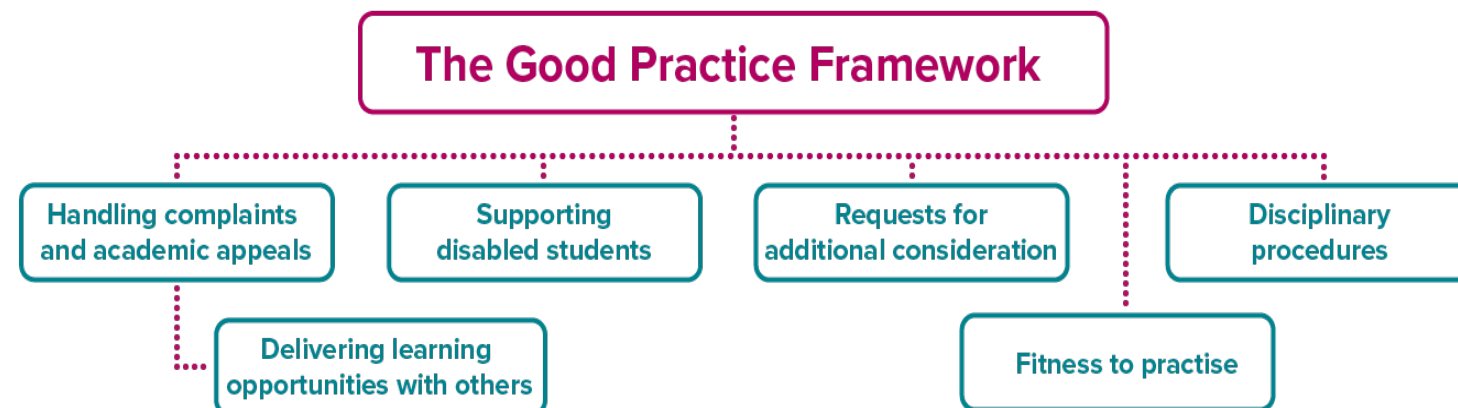 The Good Practice Framework
Handling complaints
and academic appeals
Supporting
disabled students
Requests for
additional consideration
Disciplinary
procedures
Delivering learning
opportunities with others
Fitness to practise